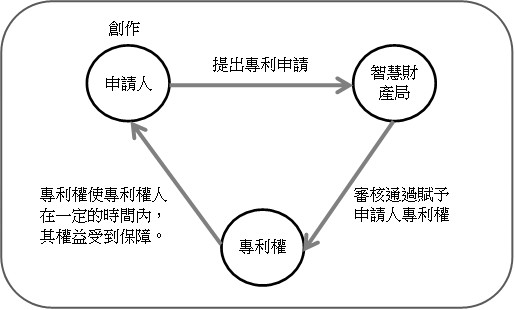 創作
申請人
提出專利申請
智慧財
產局
專利權使專利權人
在一定的時間內，
其權益受到保障。
審核通過賦予
申請人專利權
專利權